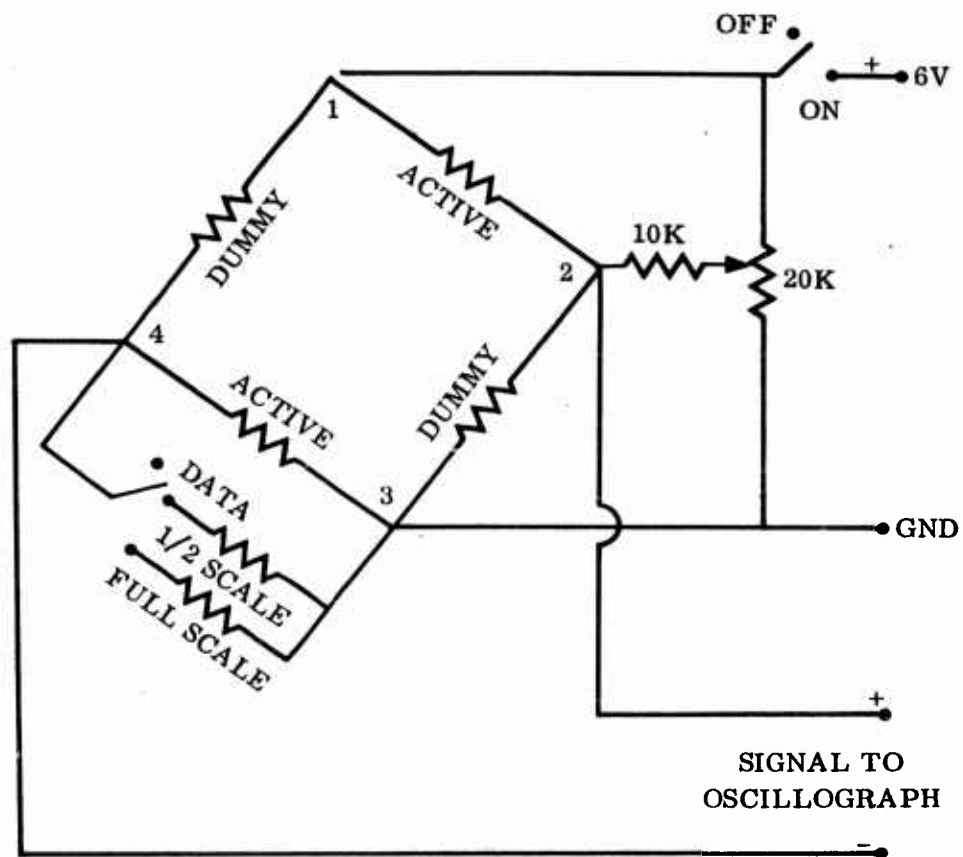 OFF
+
6V
ON
1
ACTIVE
DUMMY
10K
2
20K
4
ACTIVE
DUMMY
3
DATA
1/2 SCALE
FULL SCALE
GND
+
SIGNAL TO
OSCILLOGRAPH
-